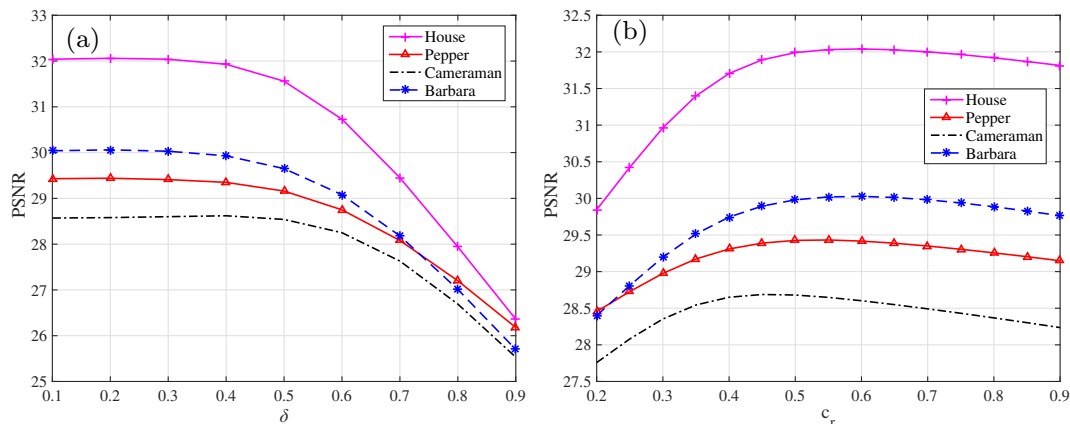 (a)
House
Pepper
Cameraman
Barbara
PSNR
33
32
31
30
29
28
27
26
25
0.1 0.2 0.3 0.4 0.5 0.6 0.7 0.8 0.9
δ
(b)
House
Pepper
Cameraman
Barbara
PSNR
32.5
32
31.5
31
30.5
30
29.5
29
28.5
28
27.5
0.2 0.3 0.4 0.5 0.6 0.7 0.8 0.9
c_r